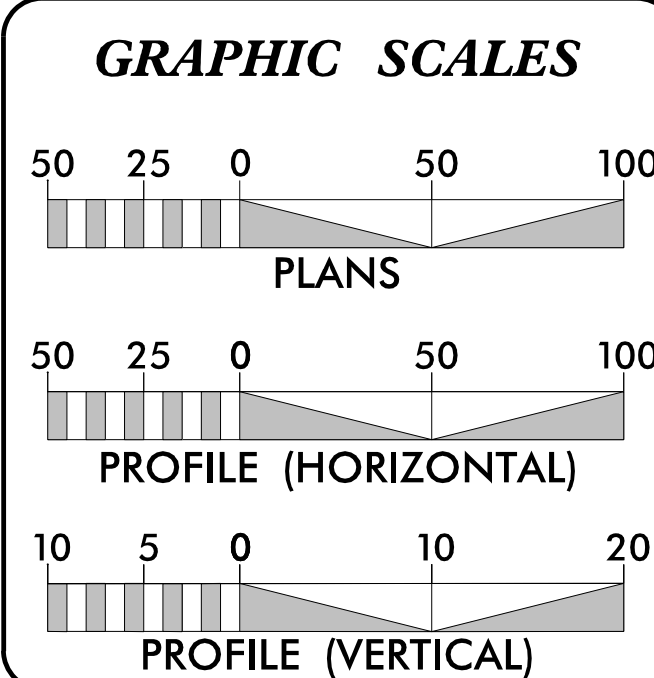 GRAPHIC SCALES
50 25 0 50 100
PLANS
50 25 0 50 100
PROFILE (HORIZONTAL)
10 5 0 10 20
PROFILE (VERTICAL)